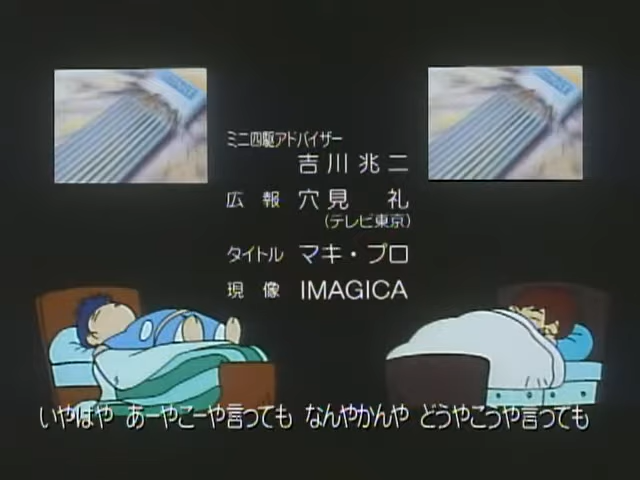 ミニ四駆アドバイザー
吉川兆二
広報 穴見 礼
(テレビ東京)
タイトル マキ・プロ
現像 IMAGICA
いやはや あーやこーや言っても なんやかんや どうやこうや言っても